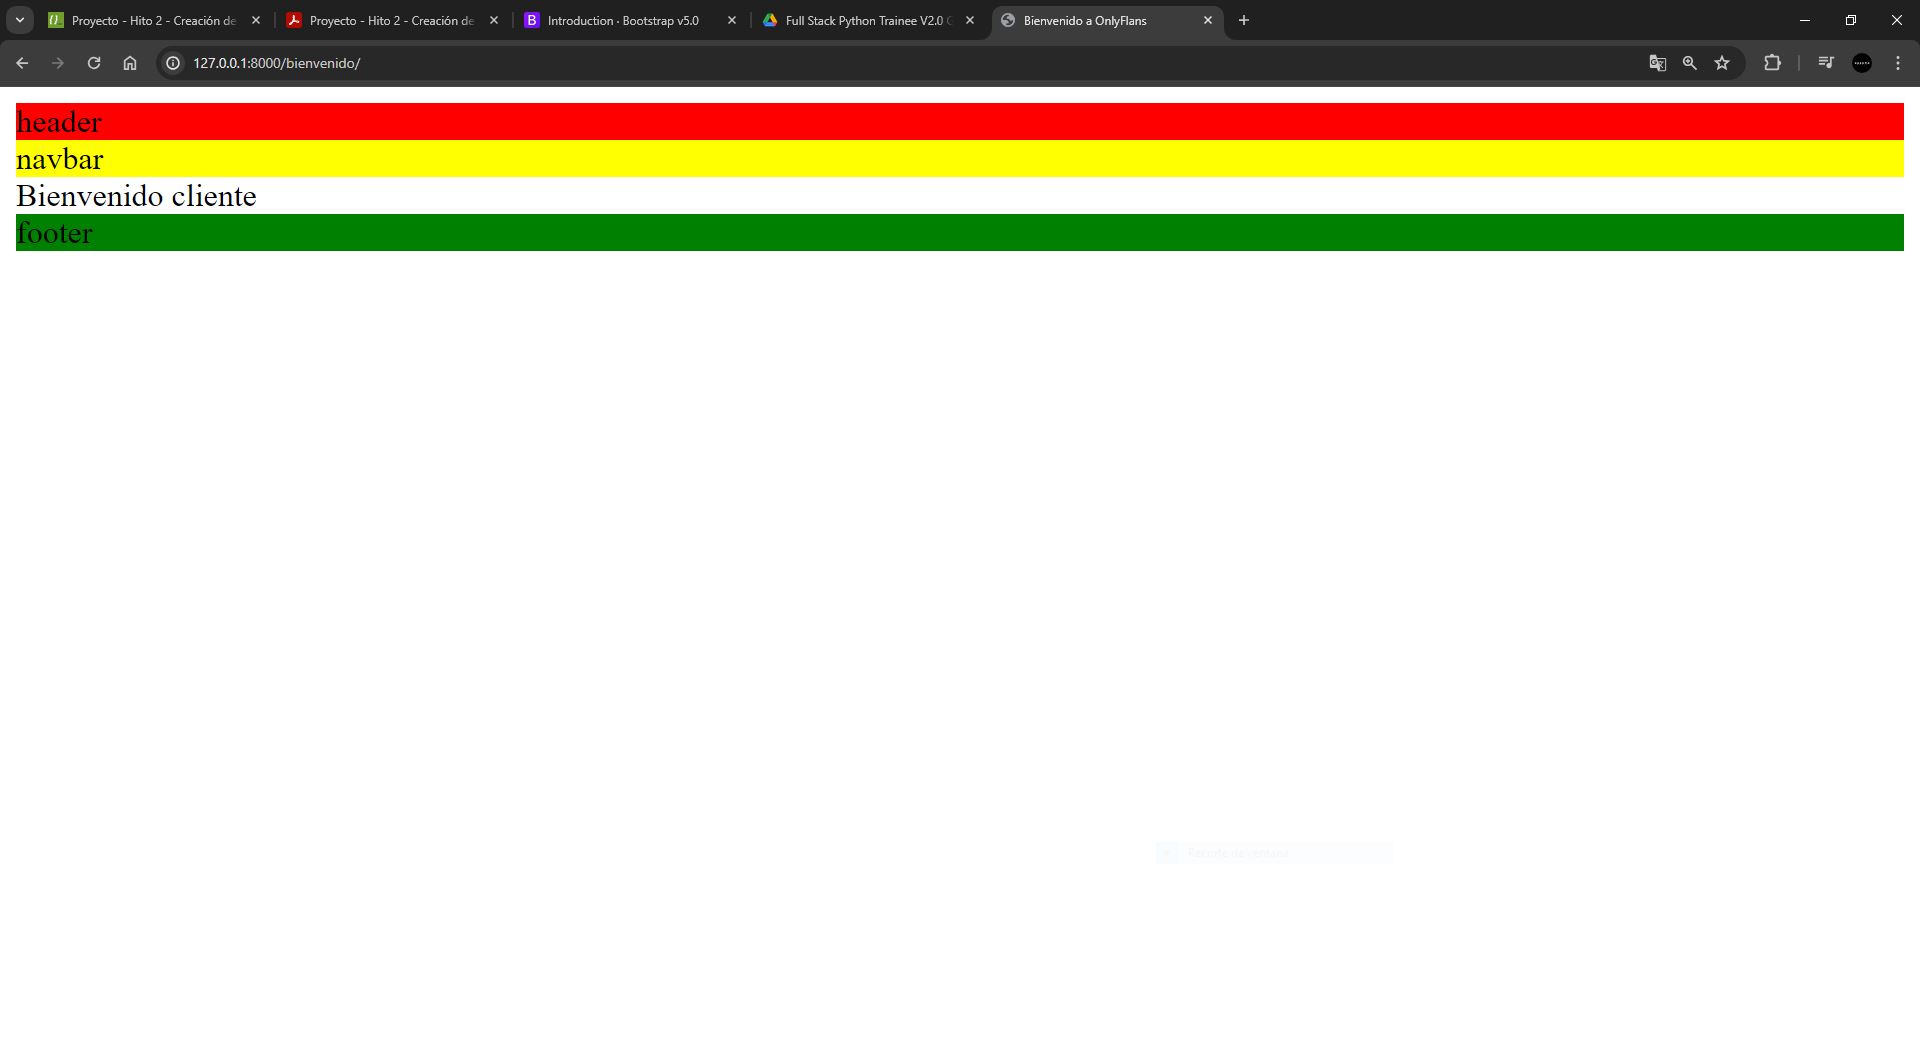 Proyecto - Hito 2 - Creación de
Proyecto - Hito 2 - Creación de
Introduction · Bootstrap v5.0
Full Stack Python Trainee V2.0 G
Bienvenido a OnlyFlans
127.0.0.1:8000/bienvenido/
header
navbar
Bienvenido cliente
footer
Recorte de ventana